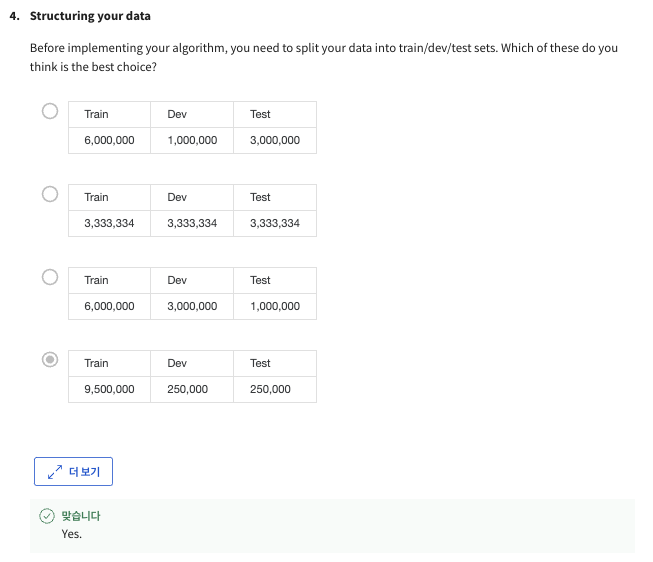 4. Structuring your data
Before implementing your algorithm, you need to split your data into train/dev/test sets. Which of these do you
think is the best choice?
Train Dev Test
6,000,000 1,000,000 3,000,000
Train Dev Test
3,333,334 3,333,334 3,333,334
Train Dev Test
6,000,000 3,000,000 1,000,000
Train Dev Test
9,500,000 250,000 250,000
더 보기
맞습니다
Yes.